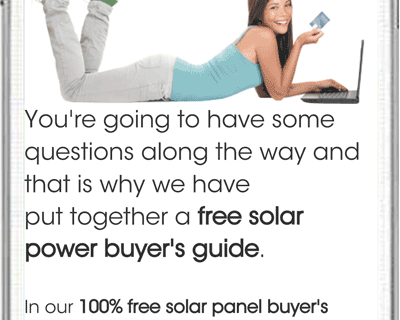 You're going to have some
questions along the way and
that is why we have
put together a free solar
power buyer's guide.
In our 100% free solar panel buyer's